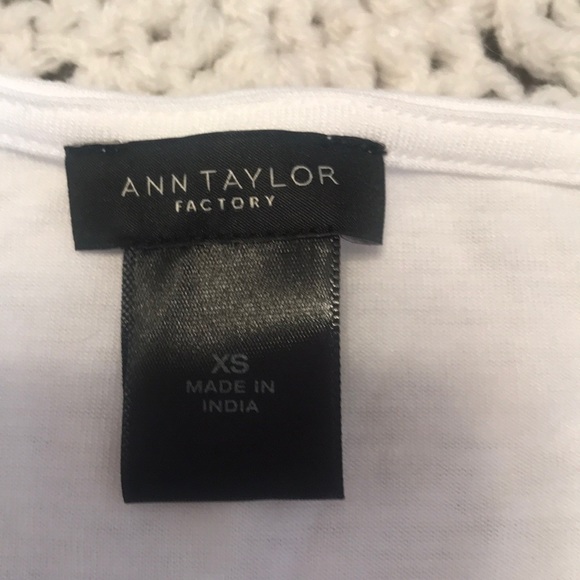 ANN TAYLOR
FACTORY
XS
MADE IN
INDIA